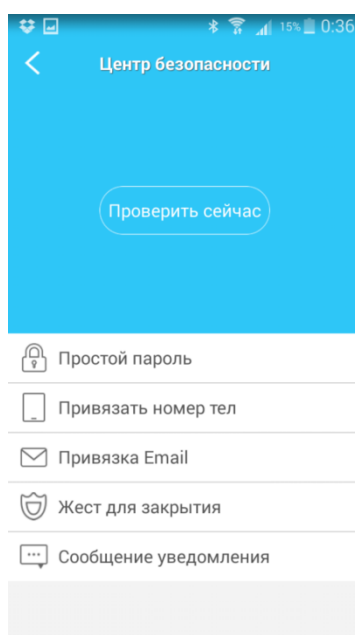 15% 0:36
Центр безопасности
Проверить сейчас
Простой пароль
Привязать номер тел
Привязка Email
Жест для закрытия
Сообщение уведомления